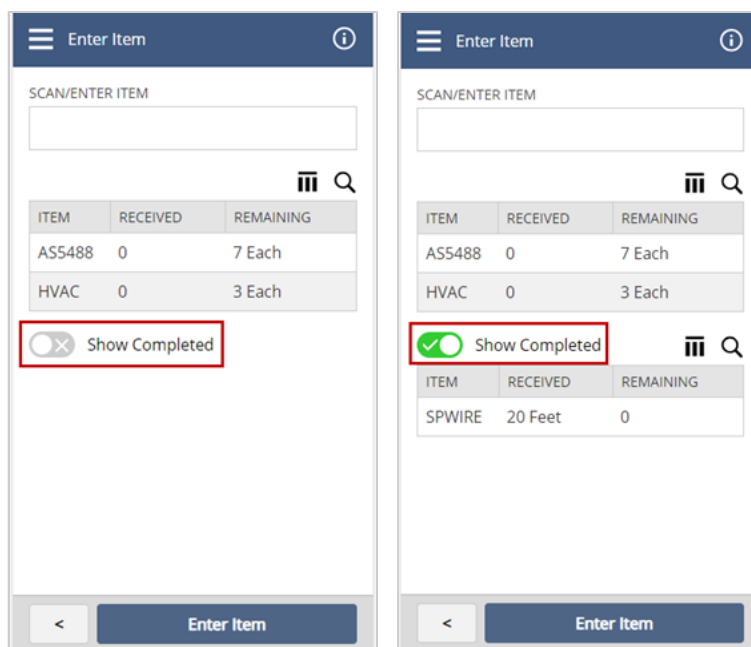 Enter Item
SCAN/ENTER ITEM
ITEM RECEIVED REMAINING
AS5488 0 7 Each
HVAC 0 3 Each
Show Completed
< Enter Item
Enter Item
SCAN/ENTER ITEM
ITEM RECEIVED REMAINING
AS5488 0 7 Each
HVAC 0 3 Each
Show Completed
ITEM RECEIVED REMAINING
SPWIRE 20 Feet 0
< Enter Item